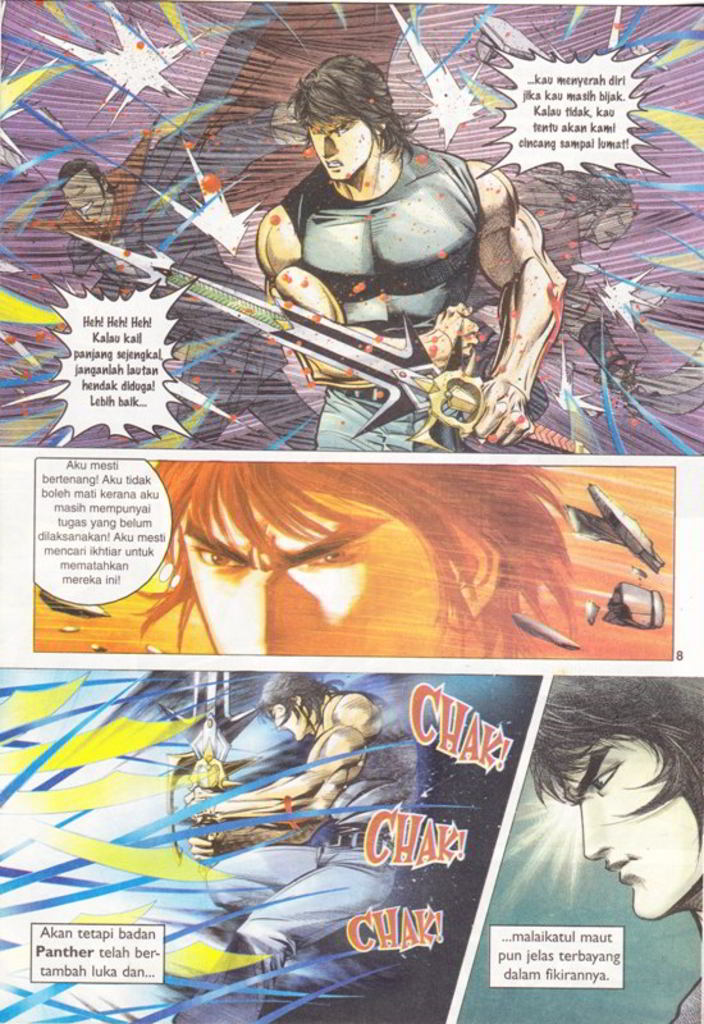 ...kau menyerah diri
jika kau masih bijak.
Kalau tidak, kau
tentu akan kami
cincang sampai lumat!
Heh! Heh! Heh!
Kalau kail
panjang sejengkal,
janganlah lautan
hendak diduga!
Lebih baik...
Aku mesti
bertenang! Aku tidak
boleh mati kerana aku
masih mempunyai
tugas yang belum
dilaksanakan! Aku mesti
mencari ikhtiar untuk
mematahkan
mereka ini!
8
CHAK!
CHAK!
CHAK!
Akan tetapi badan
Panther telah ber-
tambah luka dan...
...malaikatul maut
pun jelas terbayang
dalam fikirannya.